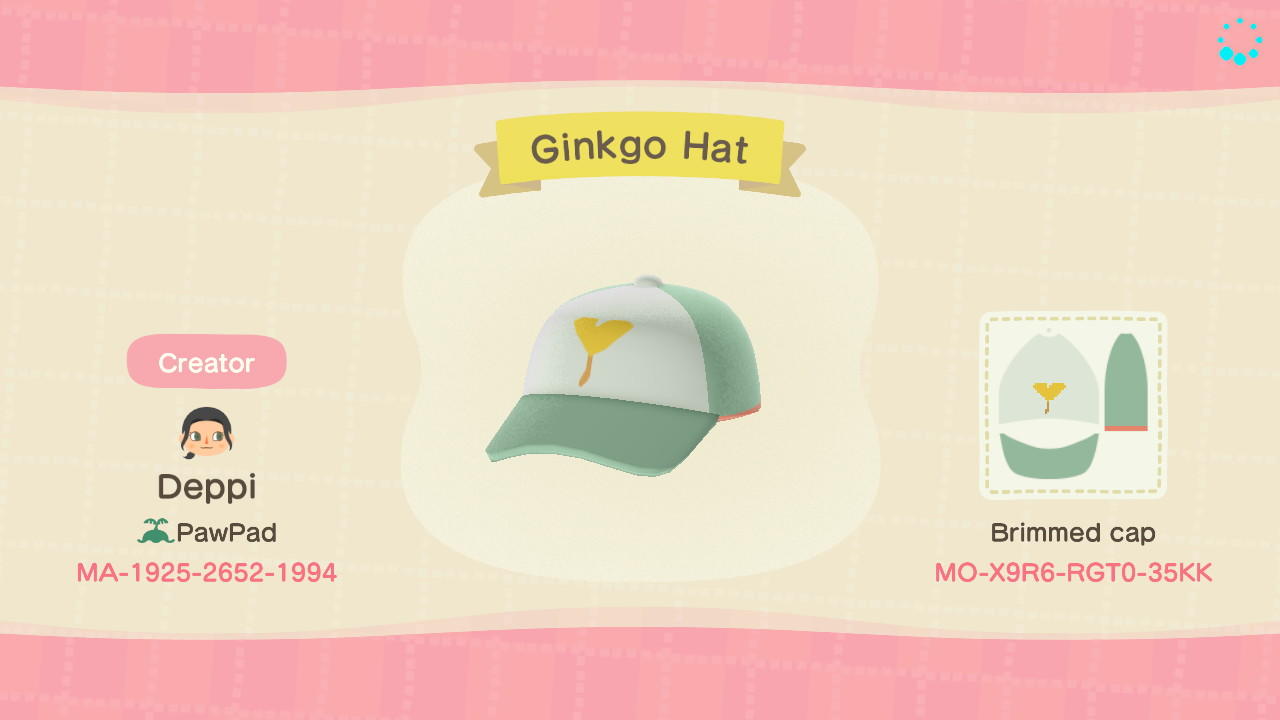 Ginkgo Hat
Creator
Deppi
PawPad
MA-1925-2652-1994
Brimmed cap
MO-X9R6-RGT0-35KK